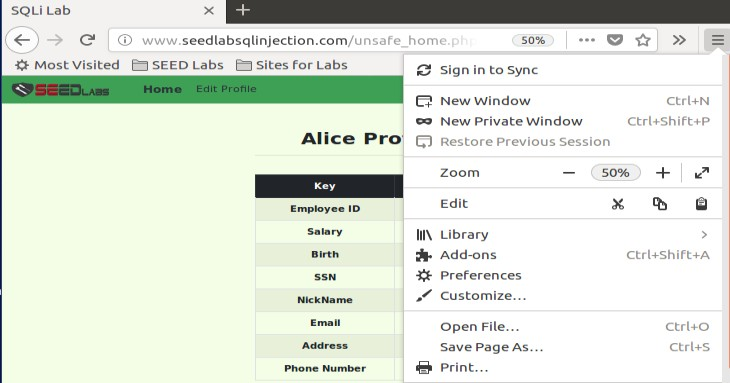 SQLi Lab
www.seedlabsqlinjection.com/unsafe_home.php
50%
Most Visited
SEED Labs
Sites for Labs
SEEDLABS
Home
Edit Profile
Alice Pro
Key
Employee ID
Salary
Birth
SSN
NickName
Email
Address
Phone Number
Sign in to Sync
New Window Ctrl+N
New Private Window Ctrl+Shift+P
Restore Previous Session
Zoom 50%
Edit
Library
Add-ons Ctrl+Shift+A
Preferences
Customize…
Open File… Ctrl+O
Save Page As… Ctrl+S
Print…